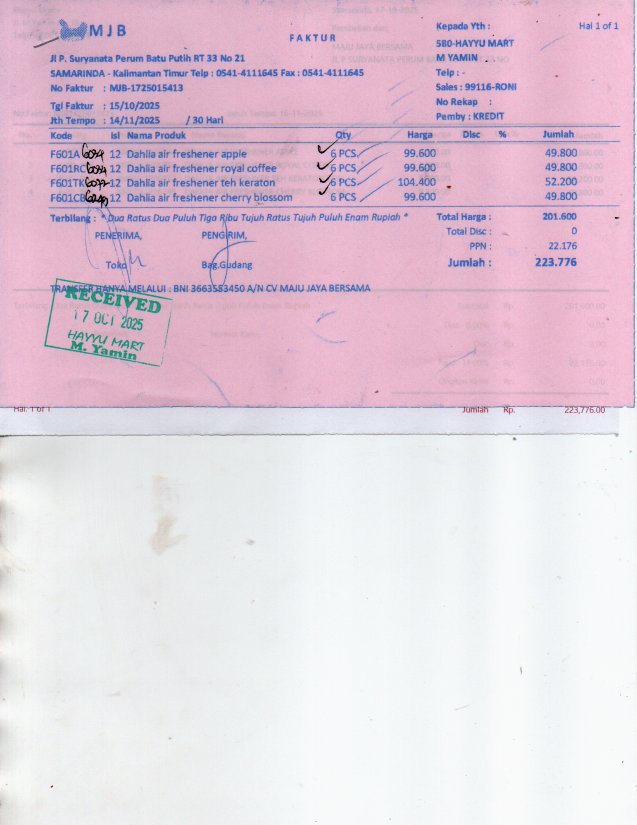 MJB
FAKTUR
Kepada Yth :
Hal 1 of 1
580-HAYYU MART
M YAMIN
Jl P. Suryanata Perum Batu Putih RT 33 No 21
SAMARINDA - Kalimantan Timur Telp : 0541-4111645 Fax : 0541-4111645
Telp : -
Sales : 99116-RONI
No Faktur : MJB-1725015413
No Rekap :
Tgl Faktur : 15/10/2025
Jth Tempo : 14/11/2025 / 30 Hari
Pemby : KREDIT
Kode Isi Nama Produk Qty Harga Disc % Jumlah
F601A 12 Dahlia air freshener apple 6 PCS 99.600 49.800
F601RC 12 Dahlia air freshener royal coffee 6 PCS 99.600 49.800
F601TK 12 Dahlia air freshener teh keraton 6 PCS 104.400 52.200
F601CB 12 Dahlia air freshener cherry blossom 6 PCS 99.600 49.800
Terbilang : * Dua Ratus Dua Puluh Tiga Ribu Tujuh Ratus Tujuh Puluh Enam Rupiah *
Total Harga : 201.600
Total Disc : 0
PPN : 22.176
Jumlah : 223.776
PENERIMA, PENGIRIM,
Toko Bag.Gudang
TRANSFER HANYA MELALUI : BNI 3663583450 A/N CV MAJU JAYA BERSAMA
RECEIVED
17 OCT 2025
HAYYU MART
M. Yamin
Hal. 1 of 1
Jumlah Rp. 223,776.00